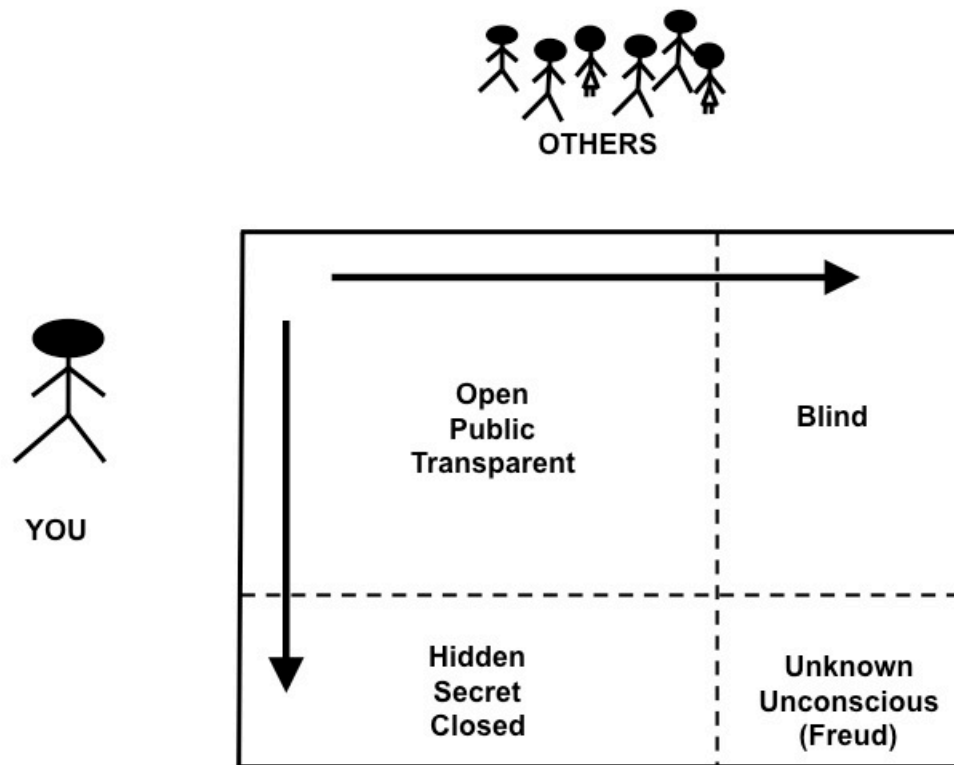 OTHERS
YOU
Open
Public
Transparent
Blind
Hidden
Secret
Closed
Unknown
Unconscious
(Freud)